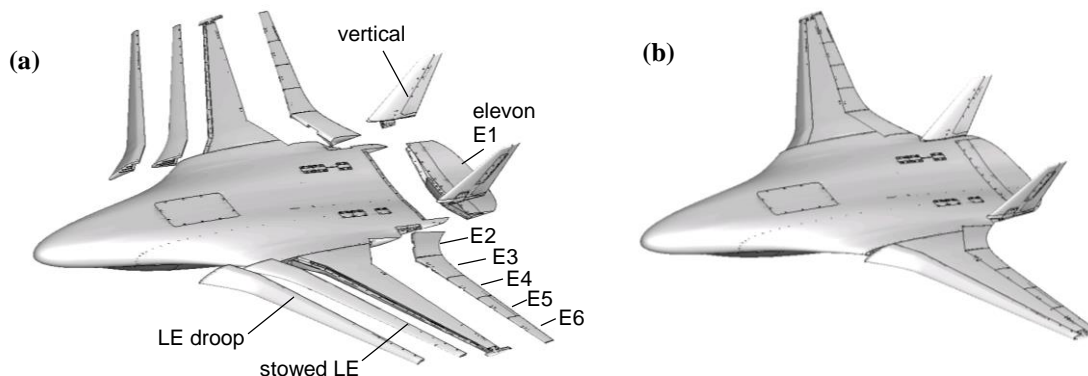 (a)
vertical
(b)
elevon
E1
E2
E3
E4
E5
E6
LE droop
stowed LE